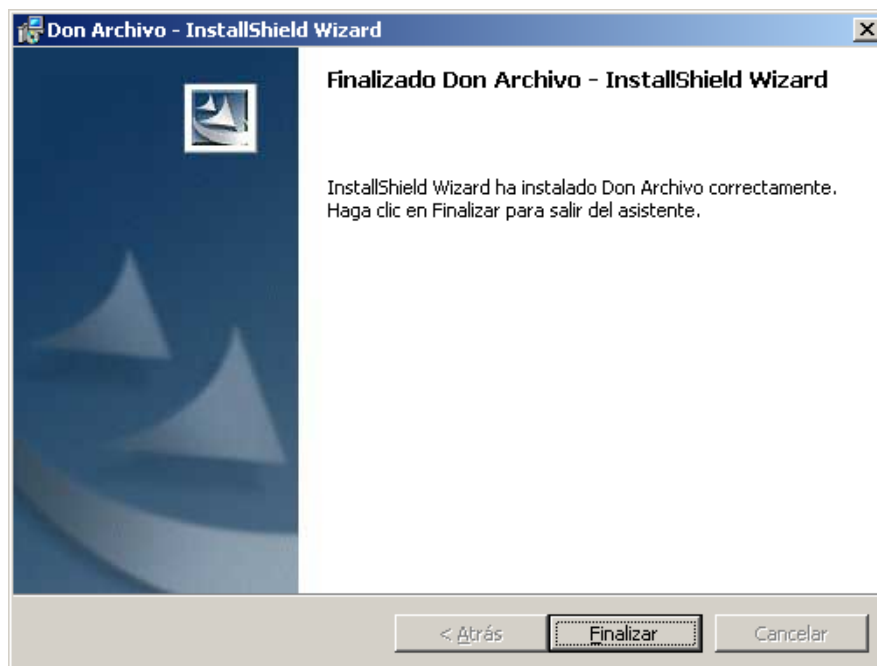 Don Archivo - InstallShield Wizard
Finalizado Don Archivo - InstallShield Wizard
InstallShield Wizard ha instalado Don Archivo correctamente.
Haga clic en Finalizar para salir del asistente.
< Atrás
Finalizar
Cancelar